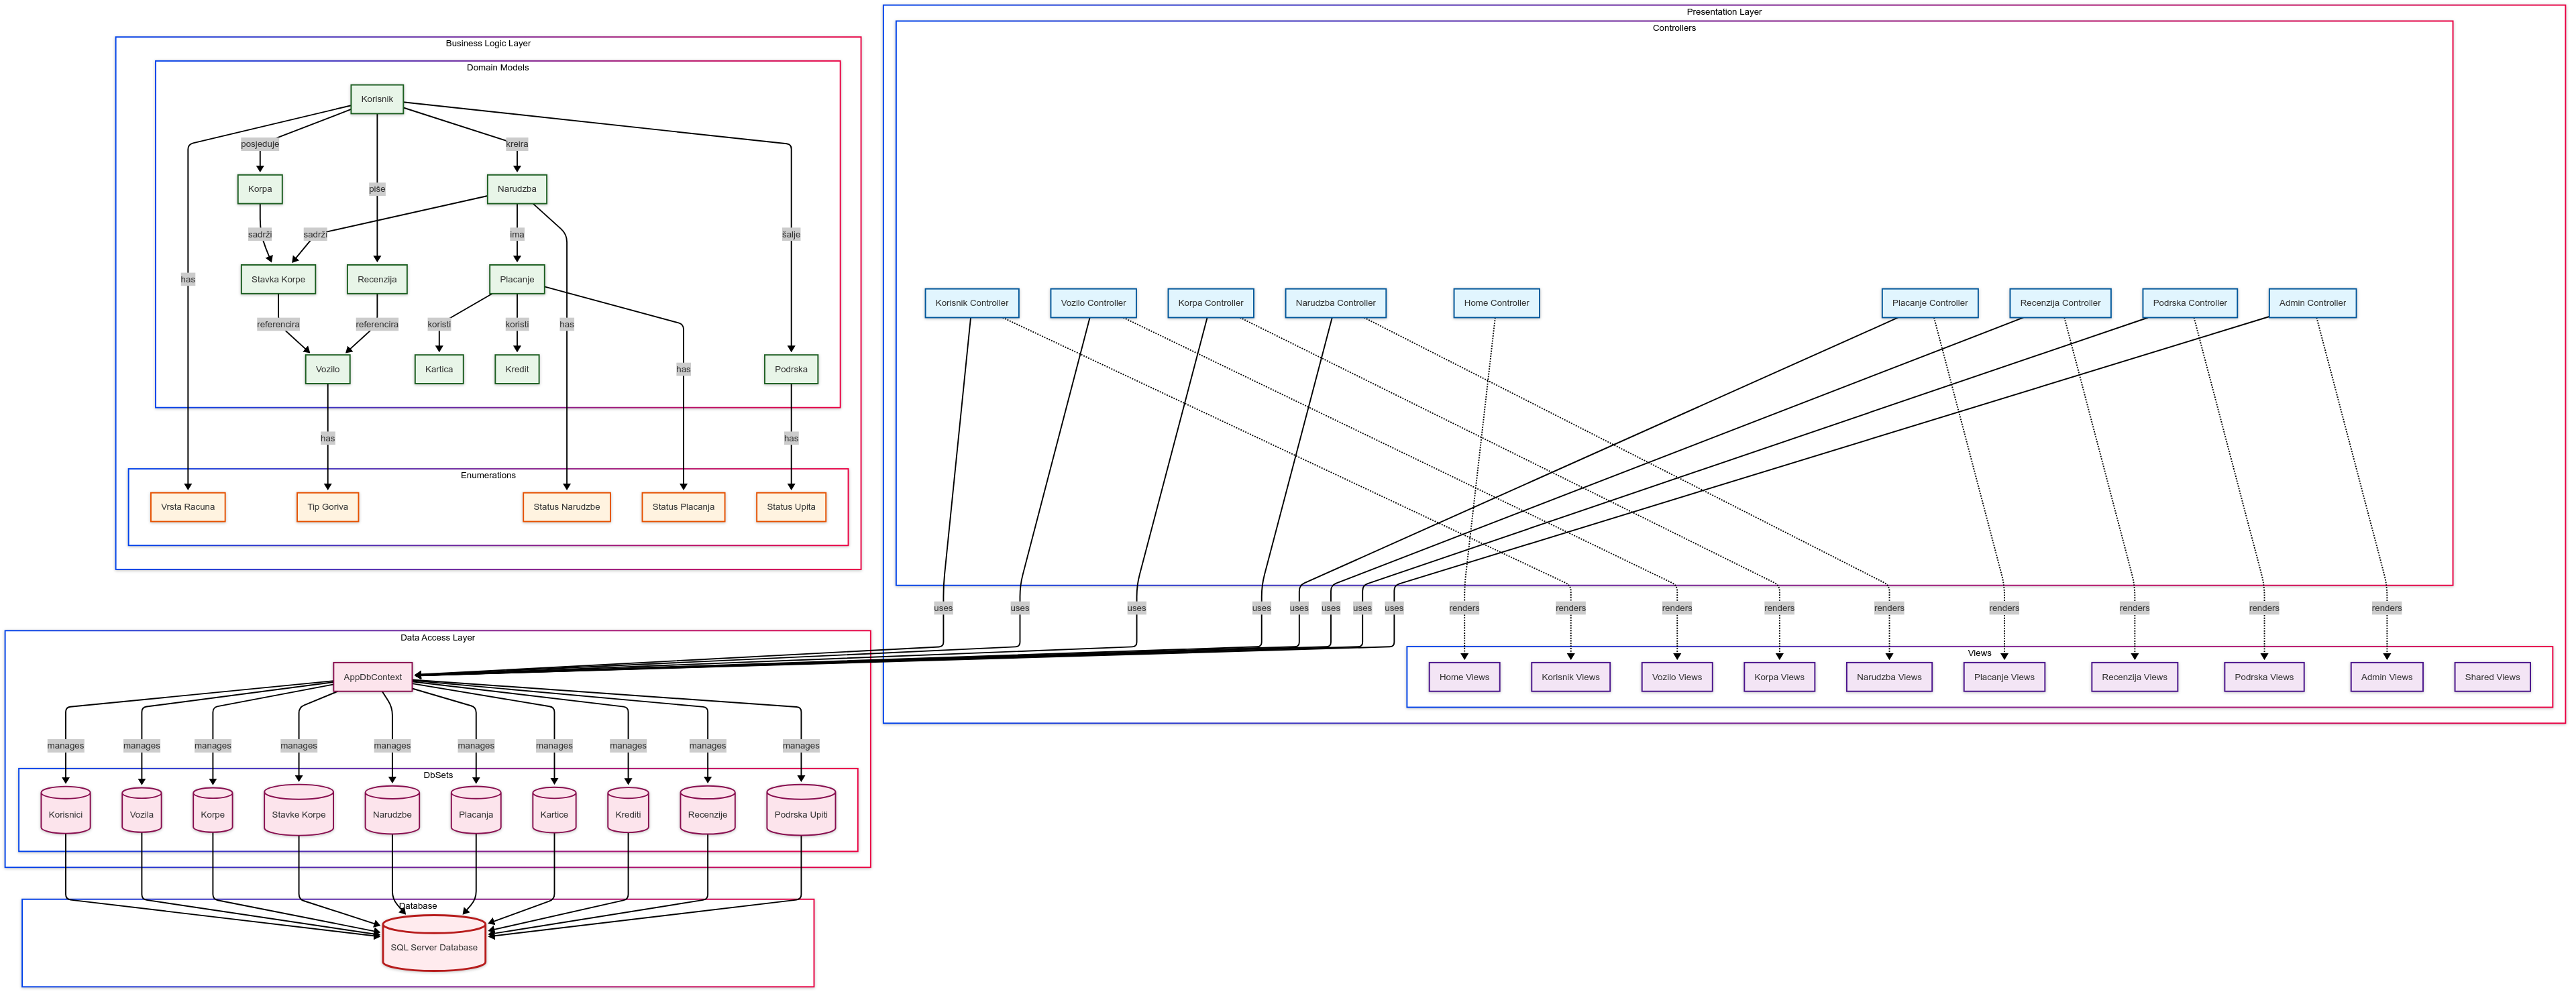 Business Logic Layer
Domain Models
Korisnik
posjeduje
kreira
Korpa
piše
Narudzba
sadrži
sadrži
ima
šalje
has
Stavka Korpe
Recenzija
Placanje
referencira
referencira
koristi
koristi
has
Vozilo
Kartica
Kredit
has
Podrska
has
has
Enumerations
Vrsta Racuna
Tip Goriva
Status Narudzbe
Status Placanja
Status Upita
Presentation Layer
Controllers
Korisnik Controller
Vozilo Controller
Korpa Controller
Narudzba Controller
Home Controller
Placanje Controller
Recenzija Controller
Podrska Controller
Admin Controller
uses
uses
uses
uses
uses
uses
uses
uses
renders
renders
renders
renders
renders
renders
renders
renders
renders
Views
Home Views
Korisnik Views
Vozilo Views
Korpa Views
Narudzba Views
Placanje Views
Recenzija Views
Podrska Views
Admin Views
Shared Views
Data Access Layer
AppDbContext
manages
manages
manages
manages
manages
manages
manages
manages
manages
manages
DbSets
Korisnici
Vozila
Korpe
Stavke Korpe
Narudzbe
Placanja
Kartice
Krediti
Recenzije
Podrska Upiti
Database
SQL Server Database